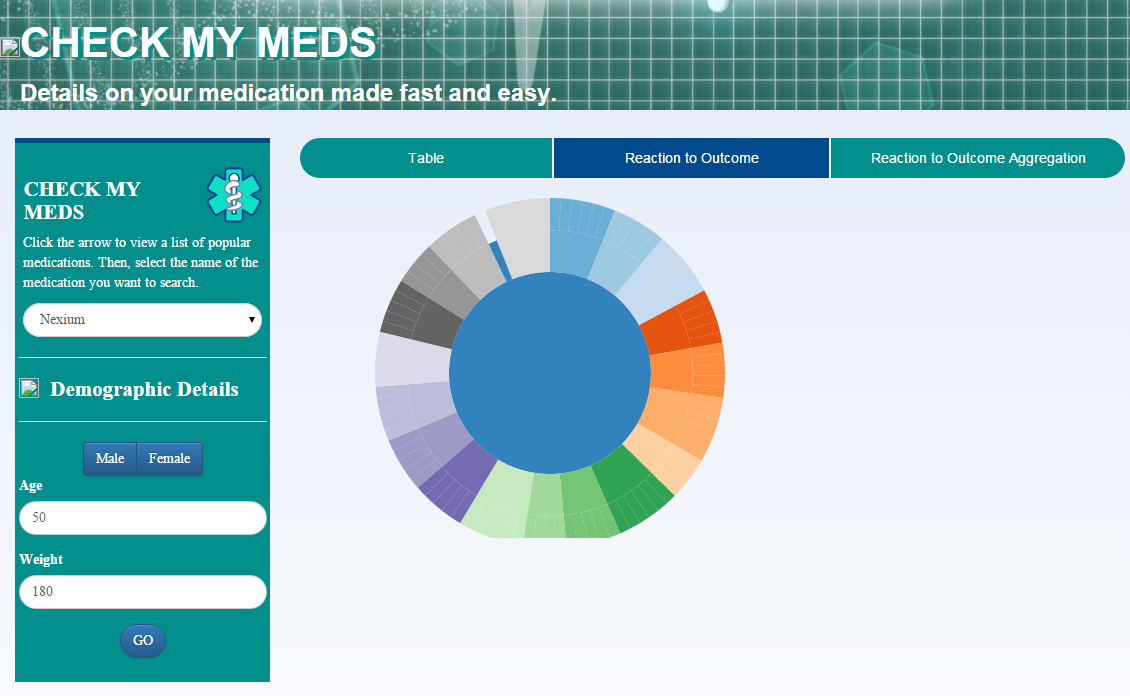 CHECK MY MEDS
Details on your medication made fast and easy.
CHECK MY
MEDS
Click the arrow to view a list of popular
medications. Then, select the name of the
medication you want to search.
Nexium
Demographic Details
Male Female
Age
50
Weight
180
GO
Table Reaction to Outcome Reaction to Outcome Aggregation